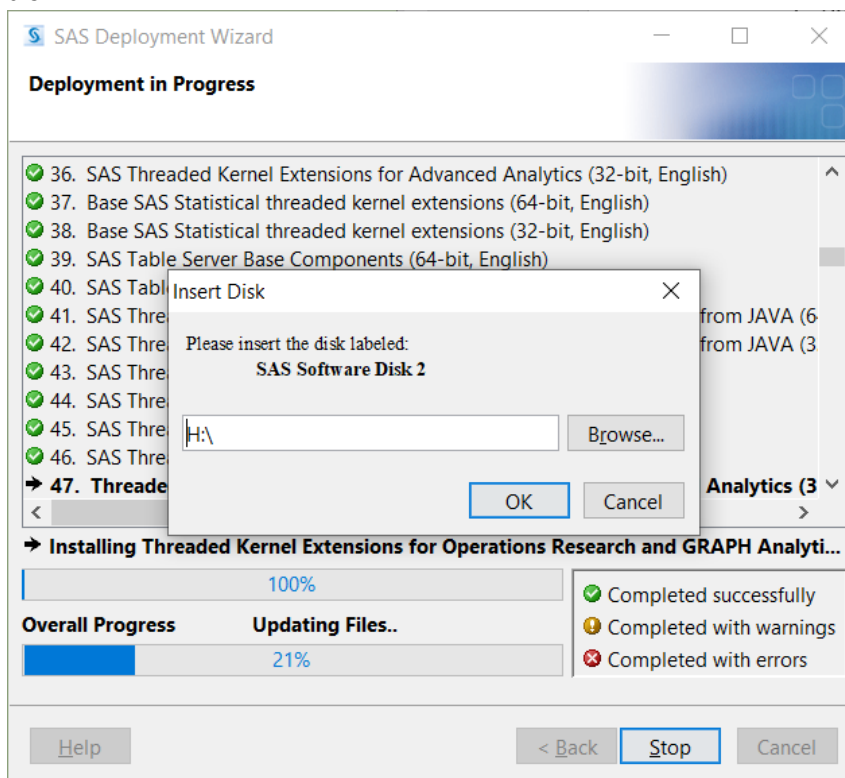 SAS Deployment Wizard
Deployment in Progress
36. SAS Threaded Kernel Extensions for Advanced Analytics (32-bit, English)
37. Base SAS Statistical threaded kernel extensions (64-bit, English)
38. Base SAS Statistical threaded kernel extensions (32-bit, English)
39. SAS Table Server Base Components (64-bit, English)
40. SAS Tabl
41. SAS Thre from JAVA (6
42. SAS Thre from JAVA (3
43. SAS Thre
44. SAS Thre
45. SAS Thre
46. SAS Thre
47. Threade Analytics (3
Insert Disk
Please insert the disk labeled:
SAS Software Disk 2
H:\
Browse...
OK Cancel
Installing Threaded Kernel Extensions for Operations Research and GRAPH Analyti...
100%
Overall Progress Updating Files..
21%
Completed successfully
Completed with warnings
Completed with errors
Help < Back Stop Cancel